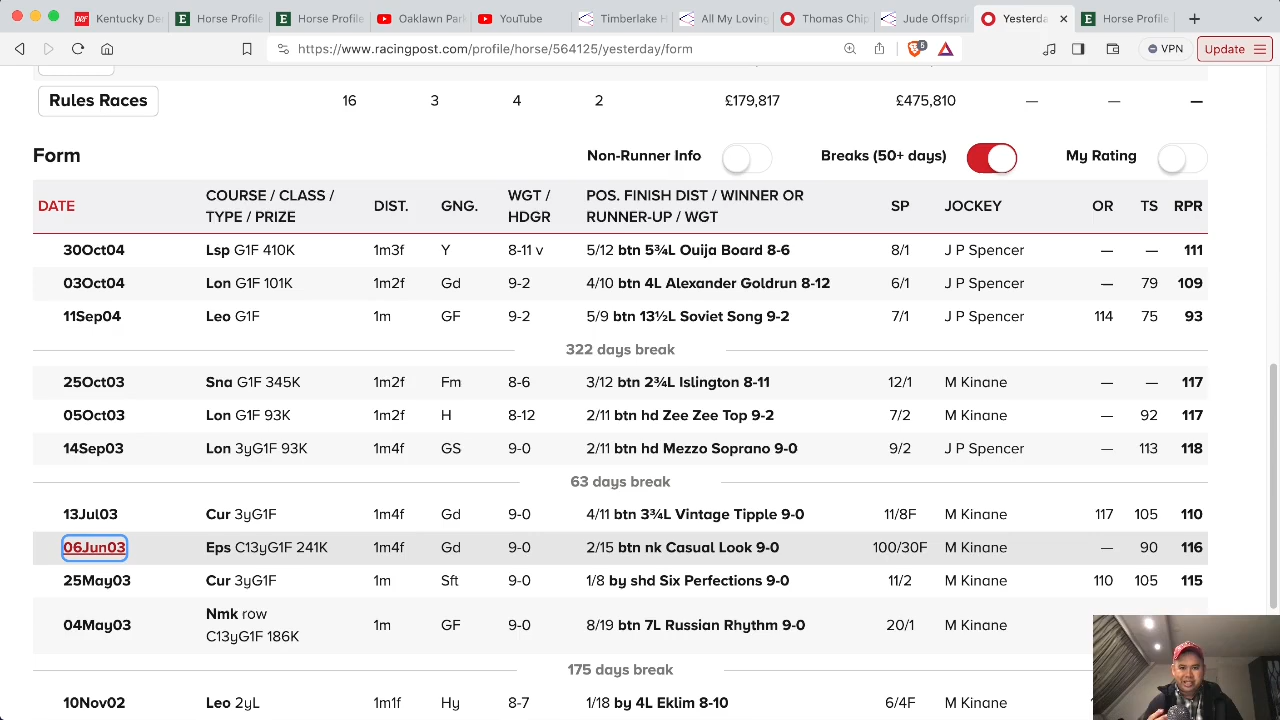 Kentucky De
Horse Profile
Horse Profile
Oaklawn Par
YouTube
Timberlake H
All My Loving
Thomas Chip
Jude Offspri
Yesterda
Horse Profile
https://www.racingpost.com/profile/horse/564125/yesterday/form
5
VPN
Update
Rules Races 16 3 4 2 £179,817 £475,810 — — —
Form
Non-Runner Info
Breaks (50+ days)
My Rating
DATE COURSE / CLASS / TYPE / PRIZE DIST. GNG. WGT / HDGR POS. FINISH DIST / WINNER OR RUNNER-UP / WGT SP JOCKEY OR TS RPR
30Oct04 Lsp G1F 410K 1m3f Y 8-11 v 5/12 btn 5¾L Ouija Board 8-6 8/1 J P Spencer — — 111
03Oct04 Lon G1F 101K 1m2f Gd 9-2 4/10 btn 4L Alexander Goldrun 8-12 6/1 J P Spencer — 79 109
11Sep04 Leo G1F 1m GF 9-2 5/9 btn 13½L Soviet Song 9-2 7/1 J P Spencer 114 75 93
322 days break
25Oct03 Sna G1F 345K 1m2f Fm 8-6 3/12 btn 2¾L Islington 8-11 12/1 M Kinane — — 117
05Oct03 Lon G1F 93K 1m2f H 8-12 2/11 btn hd Zee Zee Top 9-2 7/2 M Kinane — 92 117
14Sep03 Lon 3yG1F 93K 1m4f GS 9-0 2/11 btn hd Mezzo Soprano 9-0 9/2 J P Spencer — 113 118
63 days break
13Jul03 Cur 3yG1F 1m4f Gd 9-0 4/11 btn 3¾L Vintage Tipple 9-0 11/8F M Kinane 117 105 110
06Jun03 Eps C13yG1F 241K 1m4f Gd 9-0 2/15 btn nk Casual Look 9-0 100/30F M Kinane — 90 116
25May03 Cur 3yG1F 1m Sft 9-0 1/8 by shd Six Perfections 9-0 11/2 M Kinane 110 105 115
04May03 Nmk row C13yG1F 186K 1m GF 9-0 8/19 btn 7L Russian Rhythm 9-0 20/1 M Kinane
175 days break
10Nov02 Leo 2yL 1m1f Hy 8-7 1/18 by 4L Eklim 8-10 6/4F M Kinane